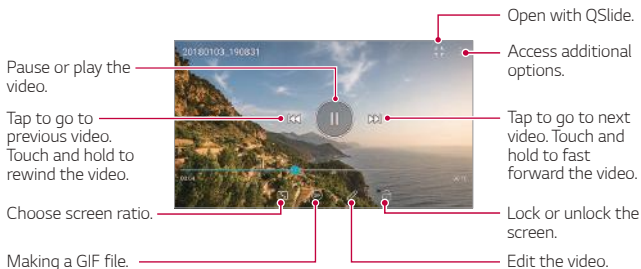 Open with QSlide.
20180103_190831
Access additional
options.
Pause or play the
video.
Tap to go to
previous video.
Touch and hold to
rewind the video.
Tap to go to next
video. Touch and
hold to fast
forward the video.
Choose screen ratio.
Lock or unlock the
screen.
Making a GIF file.
Edit the video.